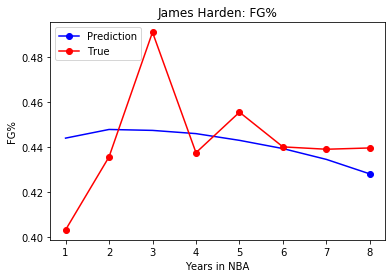 James Harden: FG%
Prediction
True
FG%
0.48
0.46
0.44
0.42
0.40
1 2 3 4 5 6 7 8
Years in NBA